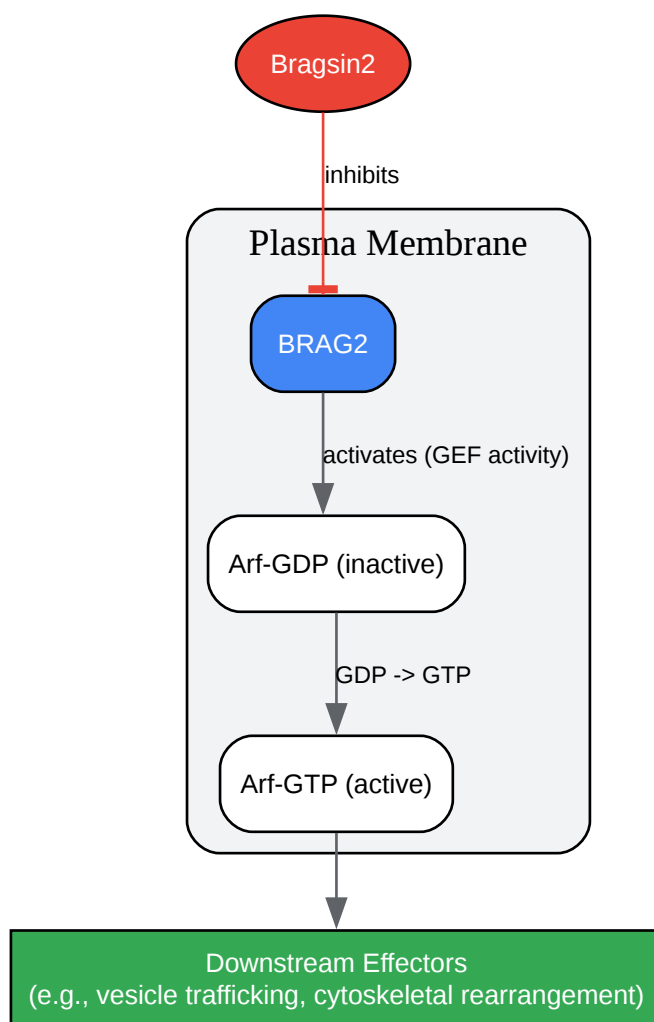 Bragsin2
inhibits
Plasma Membrane
BRAG2
activates (GEF activity)
Arf-GDP (inactive)
GDP -> GTP
Arf-GTP (active)
Downstream Effectors
(e.g., vesicle trafficking, cytoskeletal rearrangement)